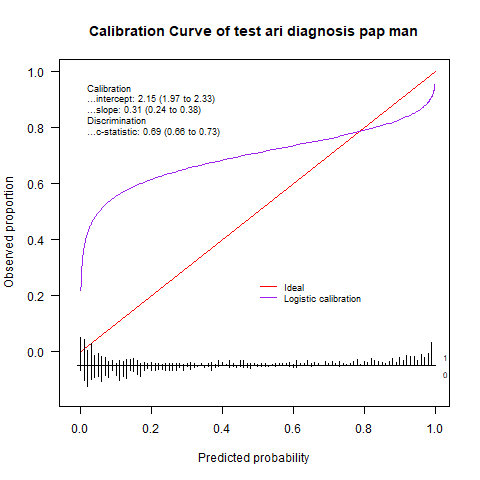 Calibration Curve of test ari diagnosis pap man
Calibration
...intercept: 2.15 (1.97 to 2.33)
...slope: 0.31 (0.24 to 0.38)
Discrimination
...c-statistic: 0.69 (0.66 to 0.73)
Observed proportion
1.0
0.8
0.6
0.4
0.2
0.0
Ideal
Logistic calibration
1
0
0.0 0.2 0.4 0.6 0.8 1.0
Predicted probability